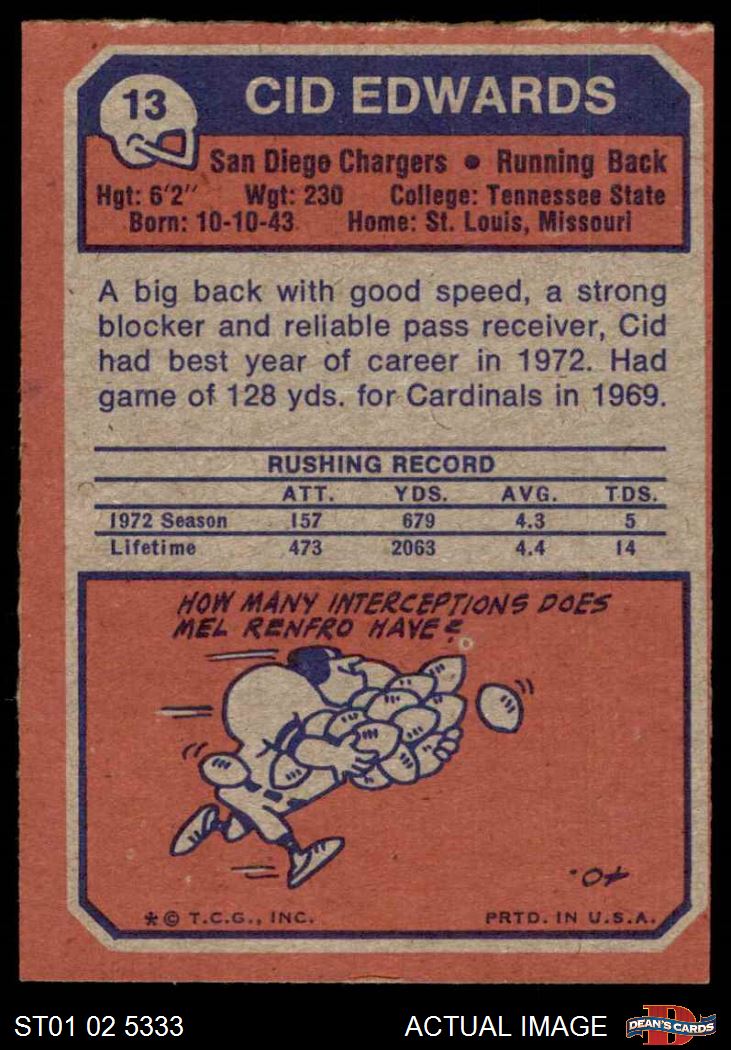 13
CID EDWARDS
San Diego Chargers • Running Back
Hgt: 6'2" Wgt: 230 College: Tennessee State
Born: 10-10-43 Home: St. Louis, Missouri
A big back with good speed, a strong
blocker and reliable pass receiver, Cid
had best year of career in 1972. Had
game of 128 yds. for Cardinals in 1969.
RUSHING RECORD
ATT. YDS. AVG. TDS.
1972 Season 157 679 4.3 5
Lifetime 473 2063 4.4 14
HOW MANY INTERCEPTIONS DOES
MEL RENFRO HAVE?
·04
*© T.C.G., INC. PRTD. IN U.S.A.
ST01 02 5333 ACTUAL IMAGE D DEAN'S CARDS